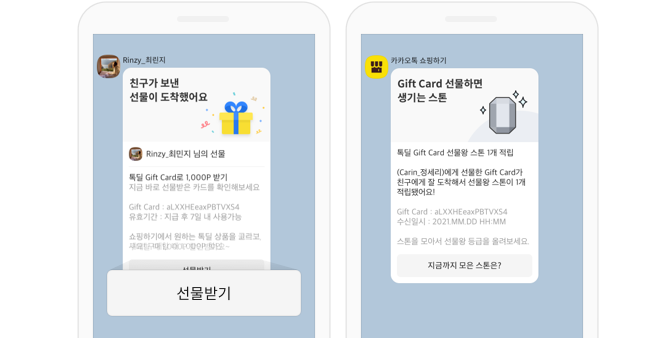 Rinzy_최린지
친구가 보낸
선물이 도착했어요
Rinzy_최민지 님의 선물
톡딜 Gift Card로 1,000P 받기
지금 바로 선물받은 카드를 확인해보세요
Gift Card : aLXXHEeaxPBTVXS4
유효기간 : 지급 후 7일 내 사용가능
쇼핑하기에서 원하는 톡딜 상품을 골라고
선물받기
선물받기
카카오톡 쇼핑하기
Gift Card 선물하면
생기는 스톤
톡딜 Gift Card 선물왕 스톤 1개 적립
(Carin_정세리)에게 선물한 Gift Card가
친구에게 잘 도착해서 선물왕 스톤이 1개
적립됐어요!
Gift Card : aLXXHEeaxPBTVXS4
수신일시 : 2021.MM.DD HH:MM
스톤을 모아서 선물왕 등급을 올려보세요.
지금까지 모은 스톤은?